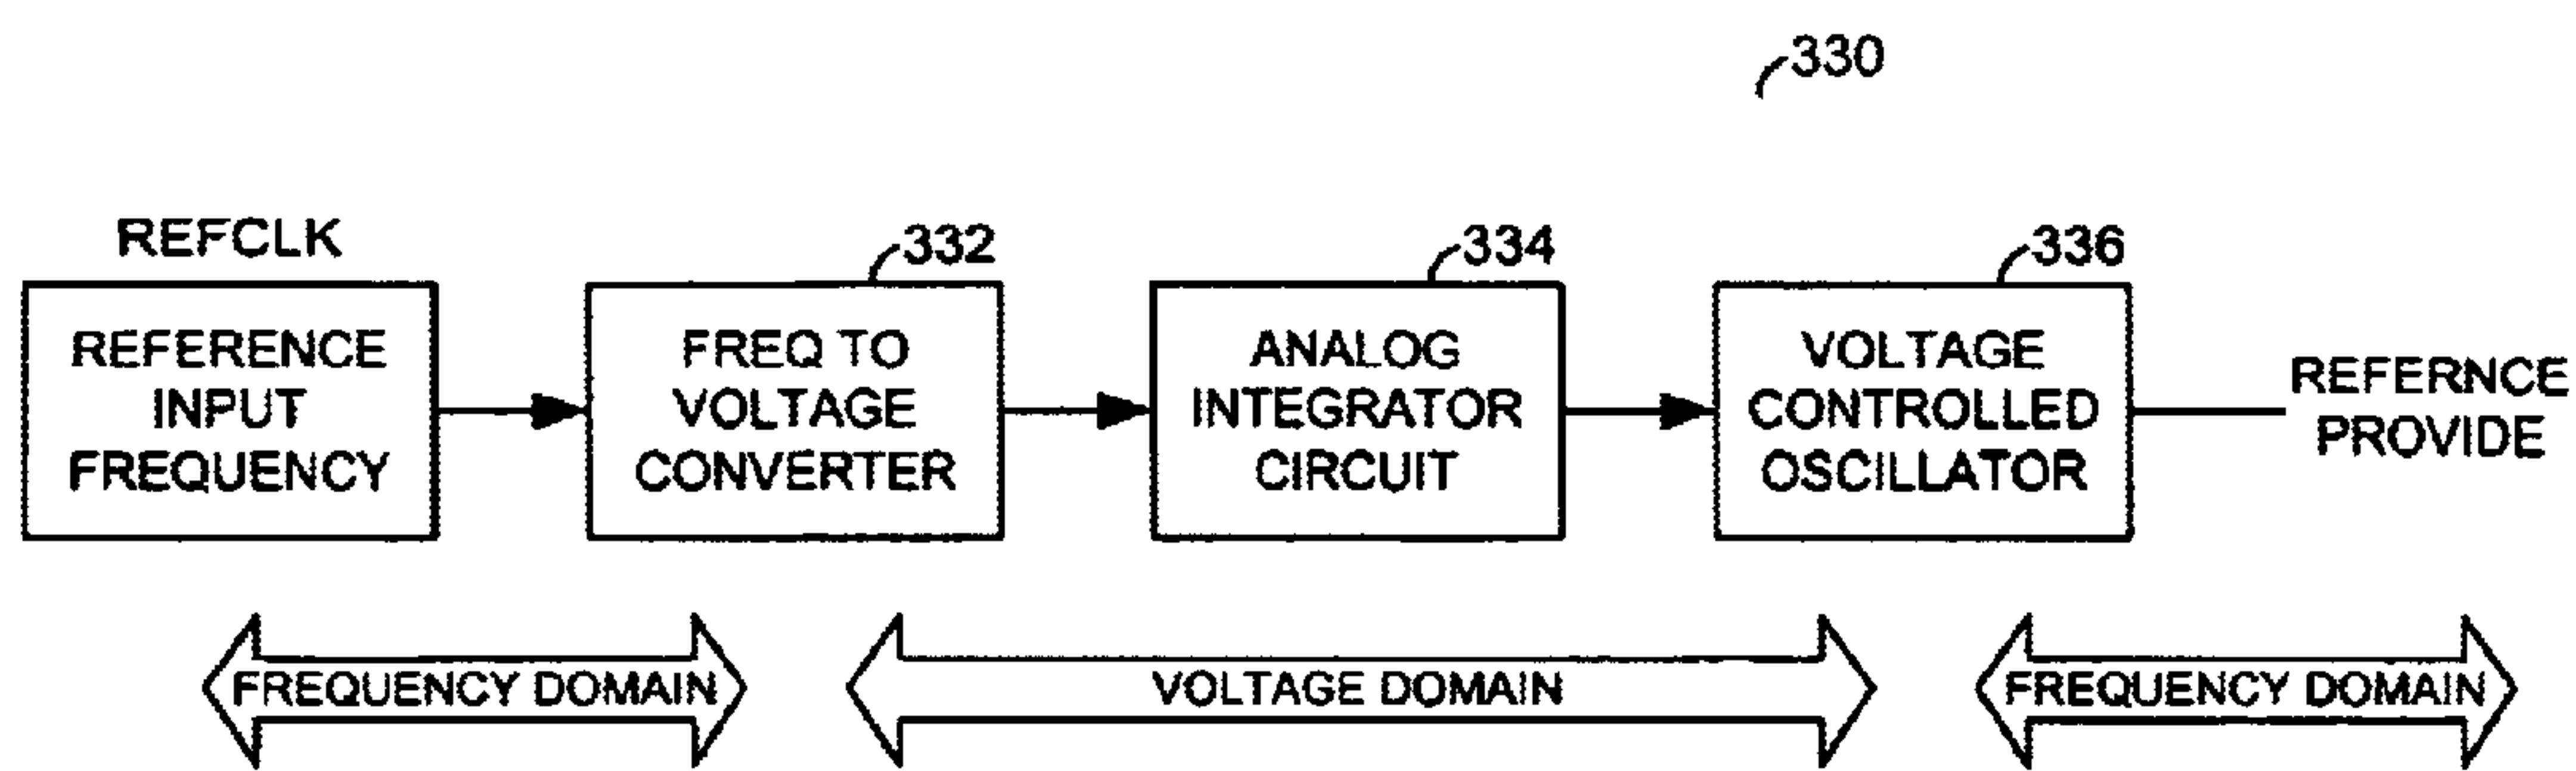 330
REFCLK
REFERENCE
INPUT
FREQUENCY
332
FREQ TO
VOLTAGE
CONVERTER
334
ANALOG
INTEGRATOR
CIRCUIT
336
VOLTAGE
CONTROLLED
OSCILLATOR
REFERNCE
PROVIDE
FREQUENCY DOMAIN
VOLTAGE DOMAIN
FREQUENCY DOMAIN